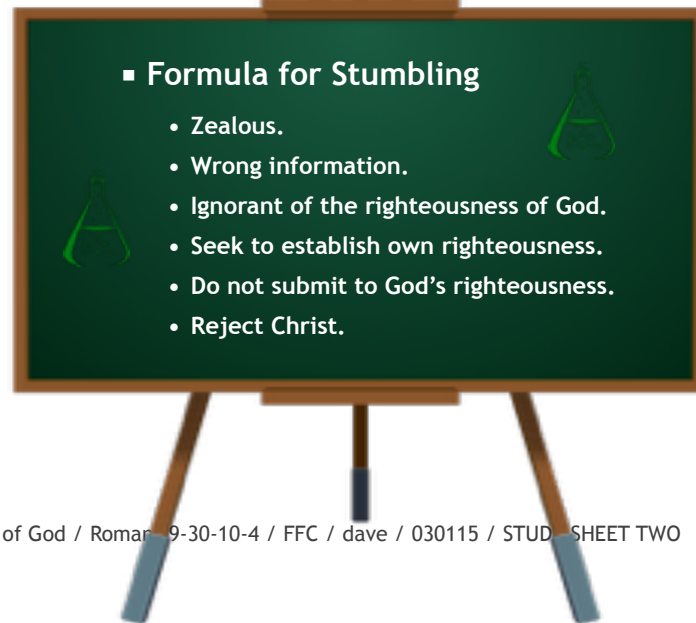 ▪ Formula for Stumbling
• Zealous.
• Wrong information.
• Ignorant of the righteousness of God.
• Seek to establish own righteousness.
• Do not submit to God's righteousness.
• Reject Christ.
of God / Roman 9-30-10-4 / FFC / dave / 030115 / STUD SHEET TWO